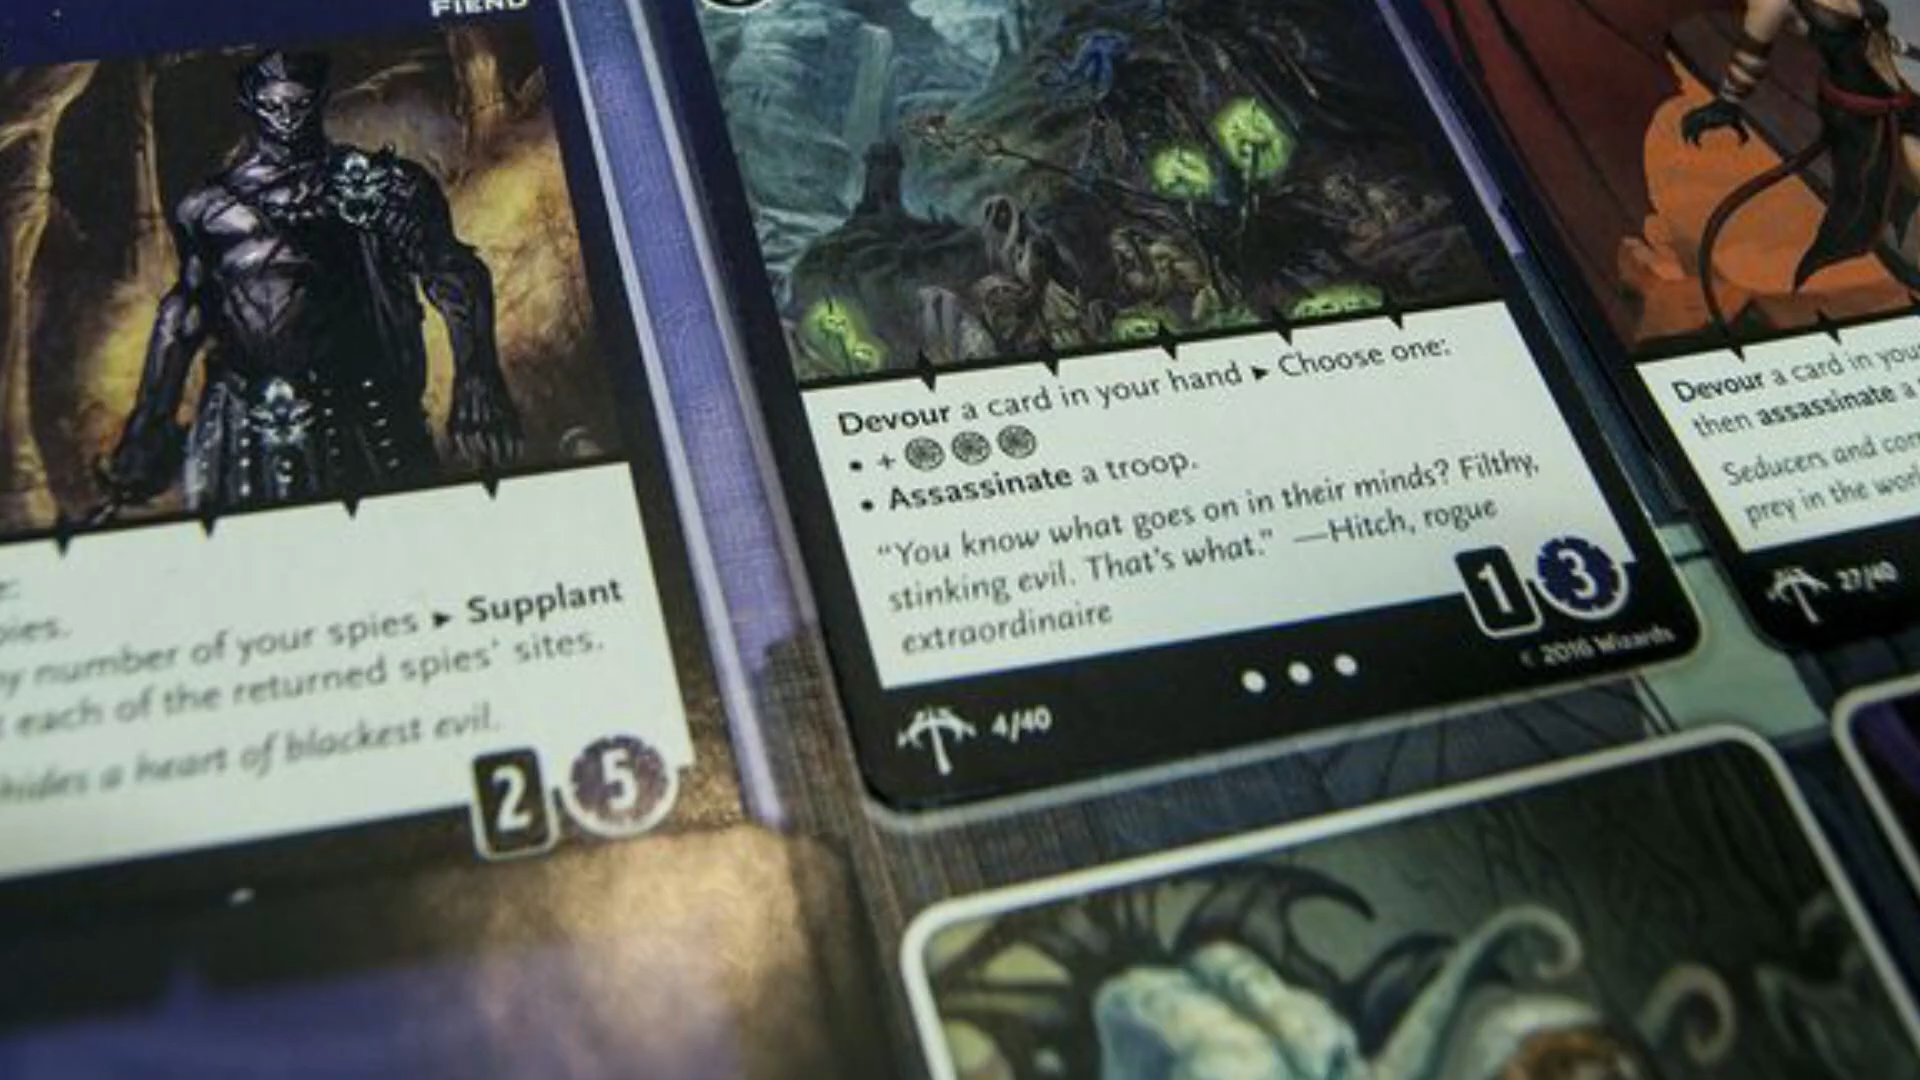 FIEND
pies.
number of your spies ▸ Supplant
each of the returned spies' sites.
hides a heart of blackest evil.
2 5
Devour a card in your hand ▸ Choose one:
• +
• Assassinate a troop.
“You know what goes on in their minds? Filthy,
stinking evil. That’s what.” —Hitch, rogue
extraordinaire
1 3
4/40
© 2016 Wizards
Devour a card in your
then assassinate a
Seducers and
prey in the
27/40